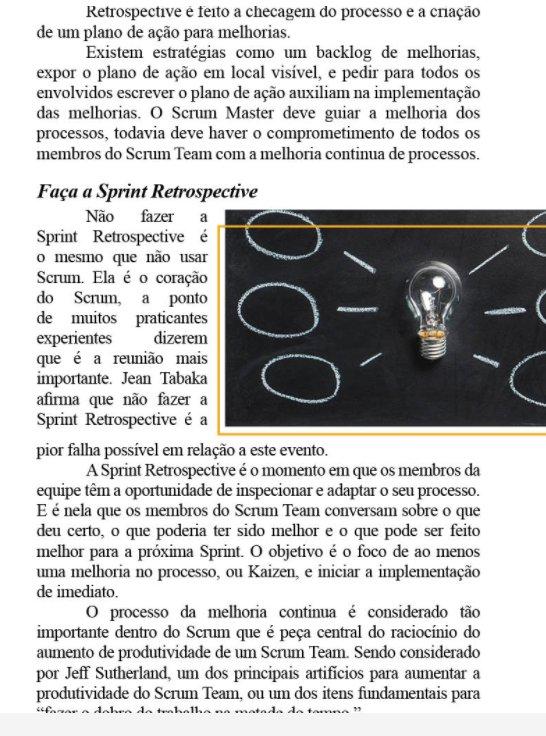 Retrospective é feito a checagem do processo e a criação
de um plano de ação para melhorias.
Existem estratégias como um backlog de melhorias,
expor o plano de ação em local visível, e pedir para todos os
envolvidos escrever o plano de ação auxiliam na implementação
das melhorias. O Scrum Master deve guiar a melhoria dos
processos, todavia deve haver o comprometimento de todos os
membros do Scrum Team com a melhoria continua de processos.
Faça a Sprint Retrospective
Não fazer a
Sprint Retrospective é
o mesmo que não usar
Scrum. Ela é o coração
do Scrum, a ponto
de muitos praticantes
experientes dizerem
que é a reunião mais
importante. Jean Tabaka
afirma que não fazer a
Sprint Retrospective é a
pior falha possível em relação a este evento.
A Sprint Retrospective é o momento em que os membros da
equipe têm a oportunidade de inspecionar e adaptar o seu processo.
E é nela que os membros do Scrum Team conversam sobre o que
deu certo, o que poderia ter sido melhor e o que pode ser feito
melhor para a próxima Sprint. O objetivo é o foco de ao menos
uma melhoria no processo, ou Kaizen, e iniciar a implementação
de imediato.
O processo da melhoria continua é considerado tão
importante dentro do Scrum que é peça central do raciocínio do
aumento de produtividade de um Scrum Team. Sendo considerado
por Jeff Sutherland, um dos principais artifícios para aumentar a
produtividade do Scrum Team, ou um dos itens fundamentais para
“fazer o dobro do trabalho na metade do tempo.”